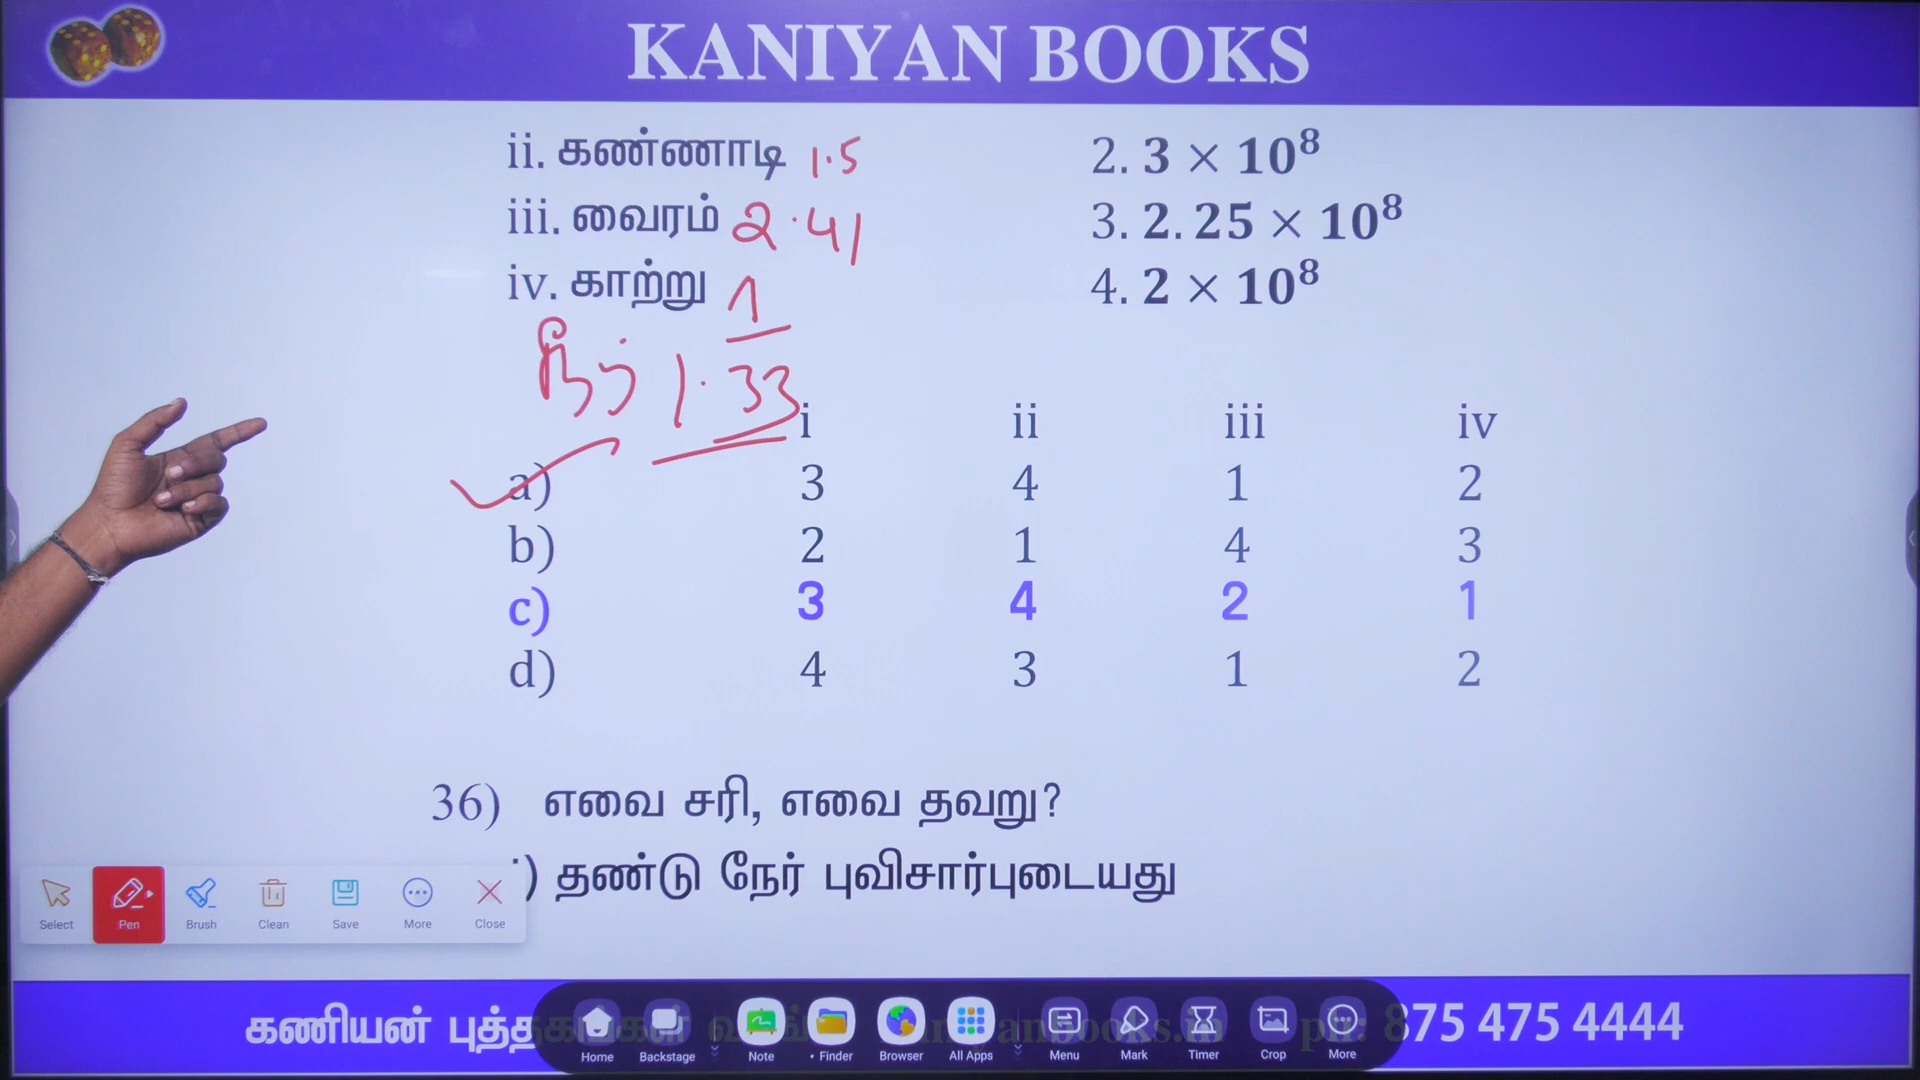 KANIYAN BOOKS
ii. கண்ணாடி 1.5 2. 3 × 10⁸
iii. வைரம் 2.41 3. 2. 25 × 10⁸
iv. காற்று 1 4. 2 × 10⁸
நீர் 1.33
i ii iii iv
a) 3 4 1 2
b) 2 1 4 3
c) 3 4 2 1
d) 4 3 1 2
36) எவை சரி, எவை தவறு?
) தண்டு நேர் புவிசார்புடையது
Select Pen Brush Clean Save More Close
கணியன் 875 475 4444
Home Backstage Note Finder Browser All Apps Menu Mark Timer Crop More